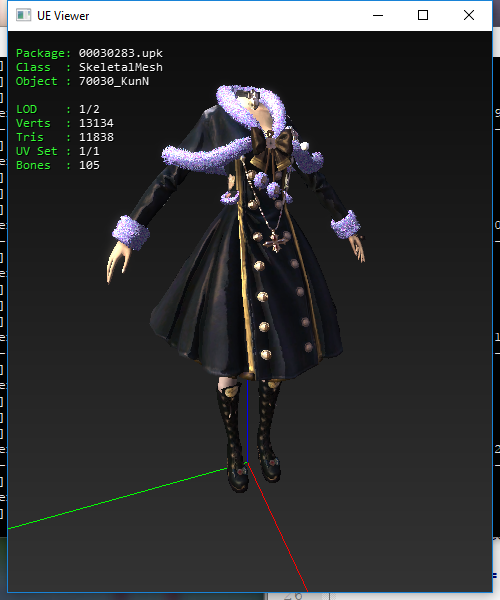 UE Viewer
Package: 00030283.upk
Class : SkeletalMesh
Object : 70030_KunN
LOD : 1/2
Verts : 13134
Tris : 11838
UV Set : 1/1
Bones : 105